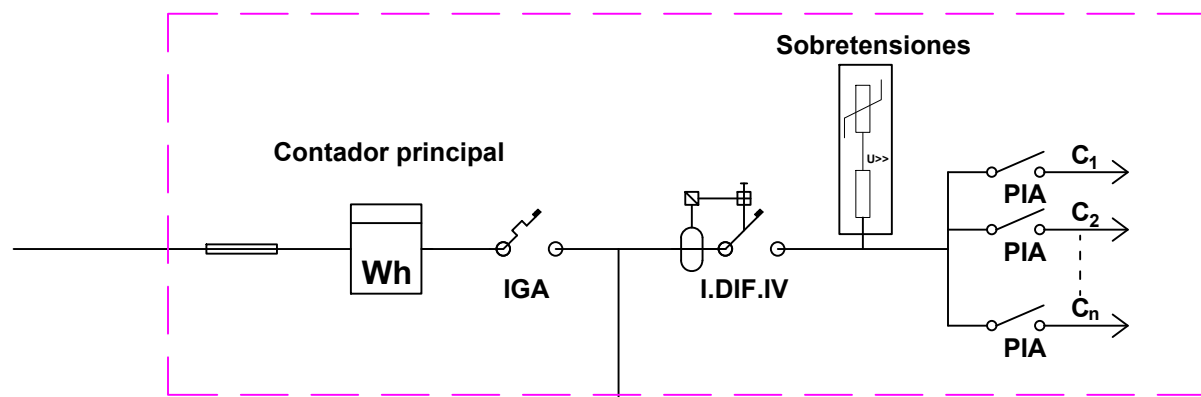 Sobretensiones
Contador principal
U>>
C1
PIA
C2
PIA
Wh
IGA
I.DIF.IV
Cn
PIA